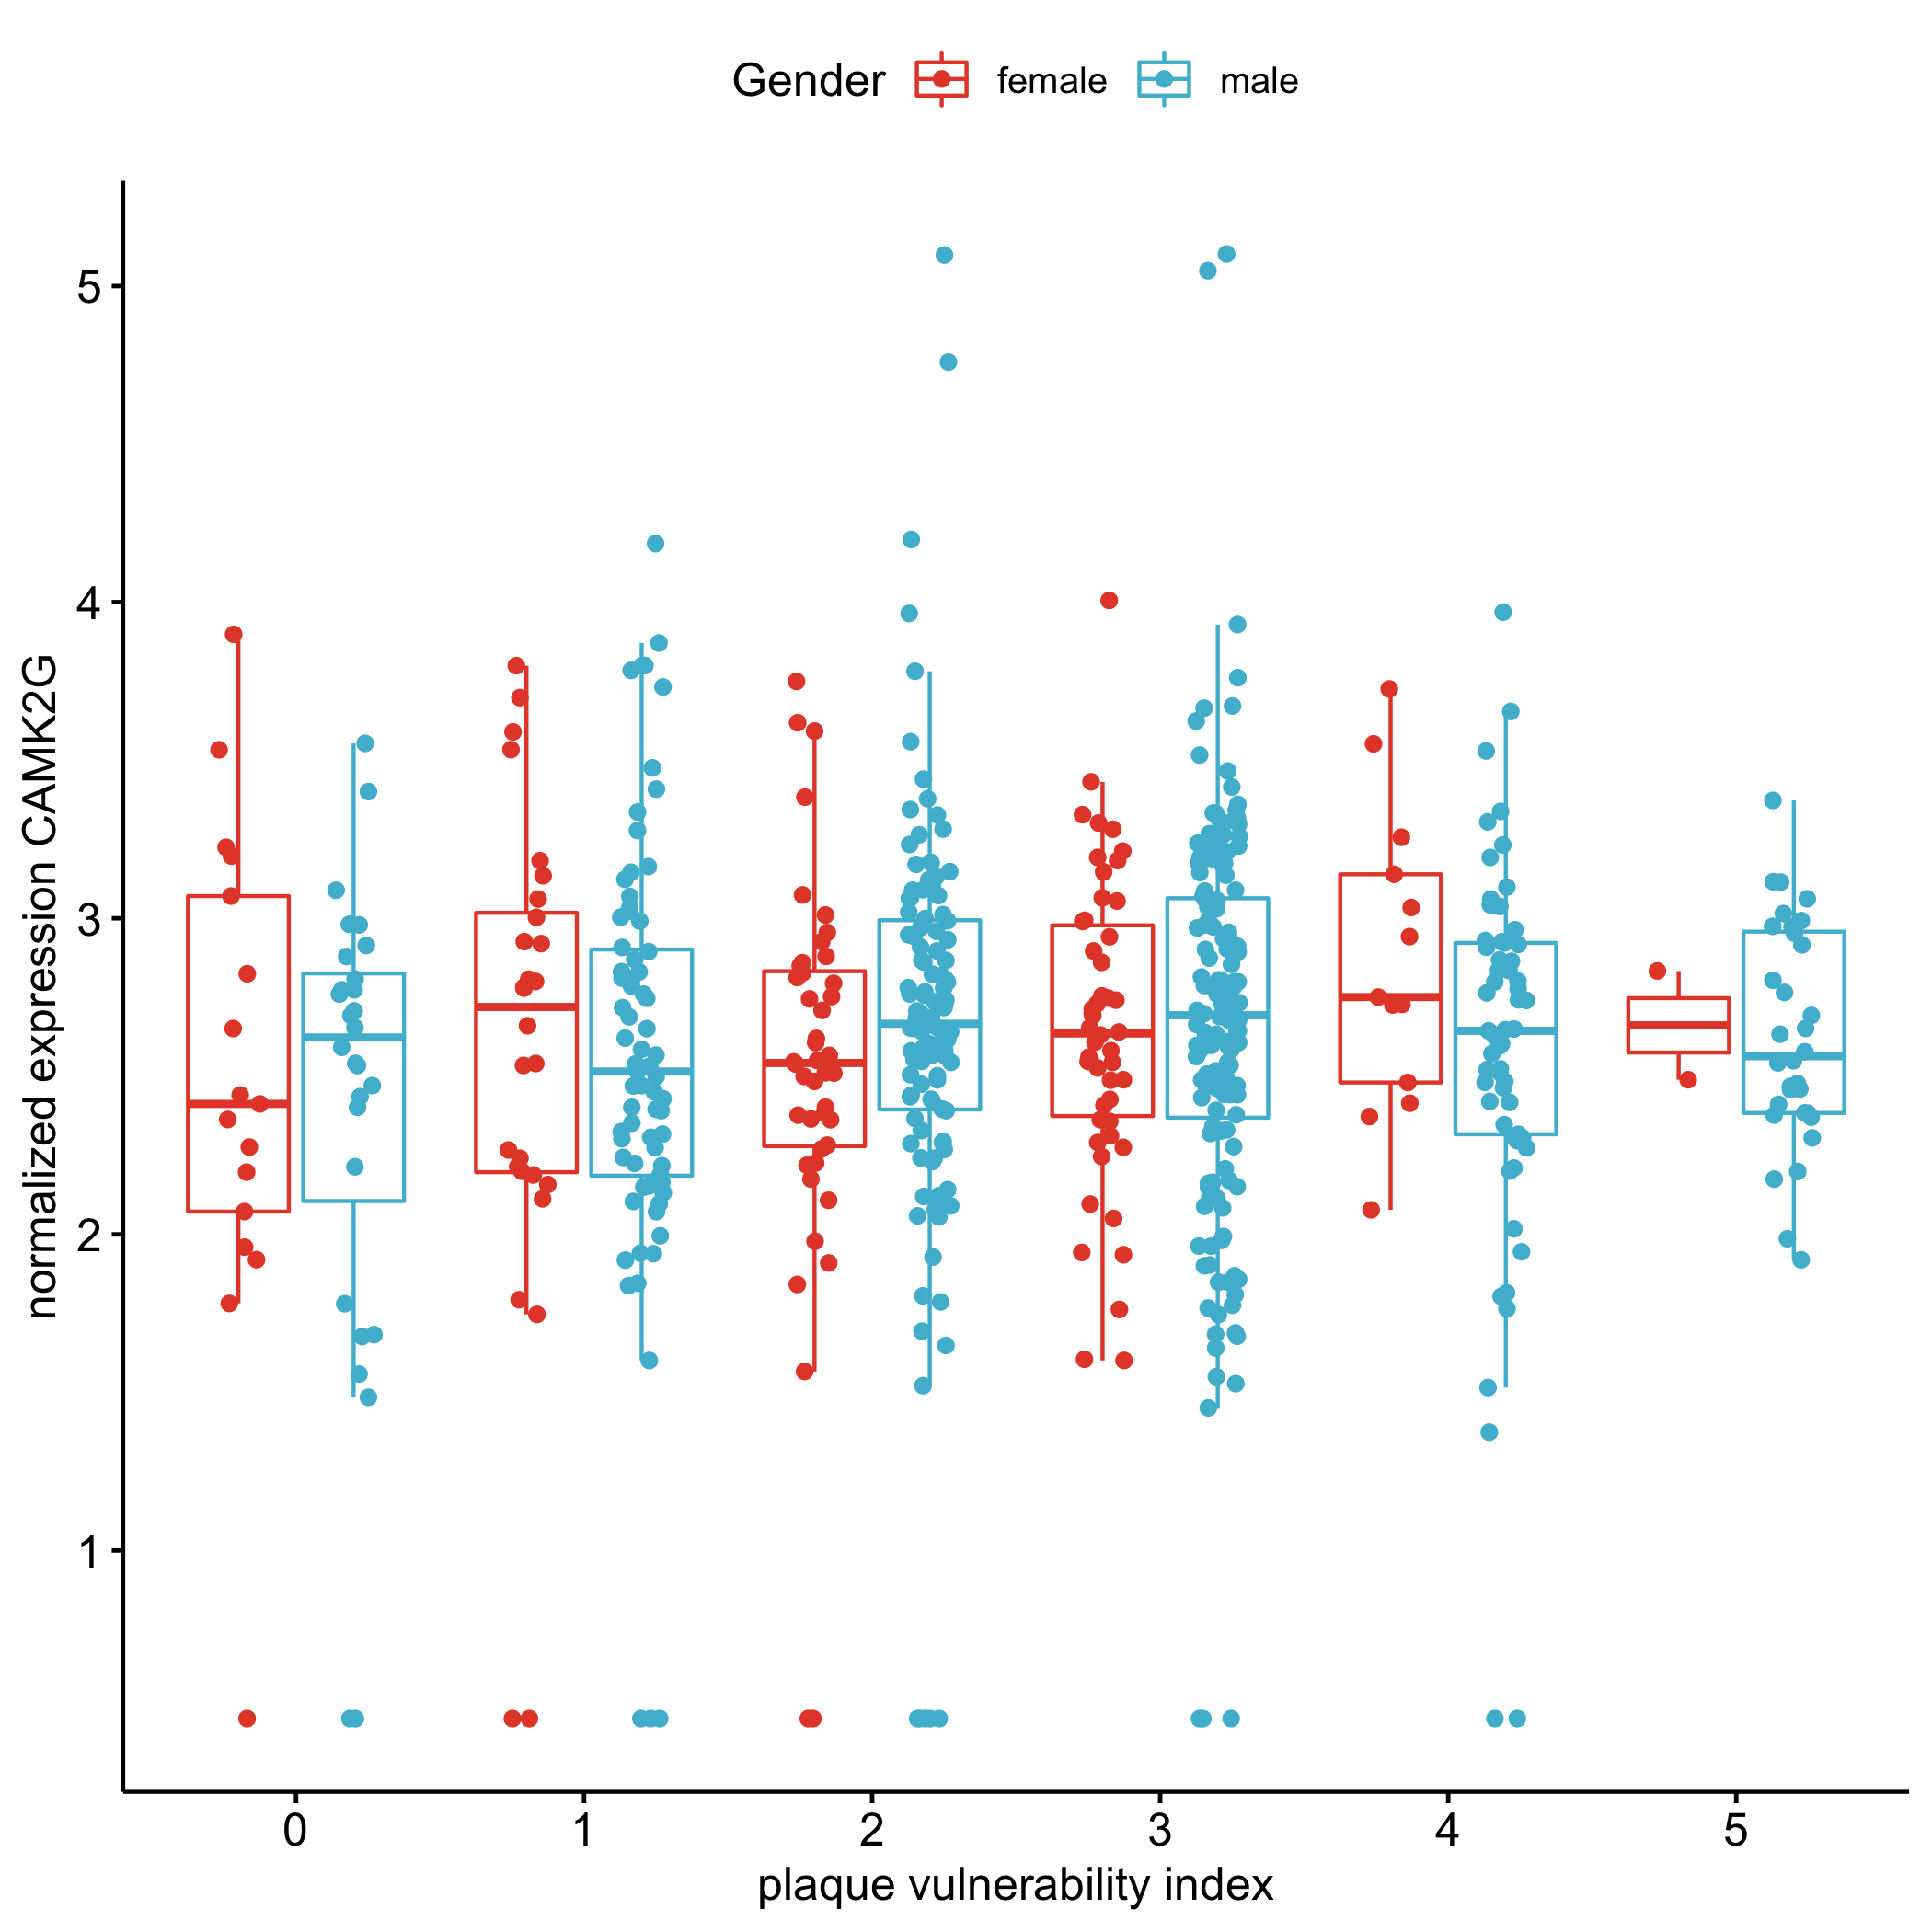 Gender female male
normalized expression CAMK2G
5
4
3
2
1
0 1 2 3 4 5
plaque vulnerability index